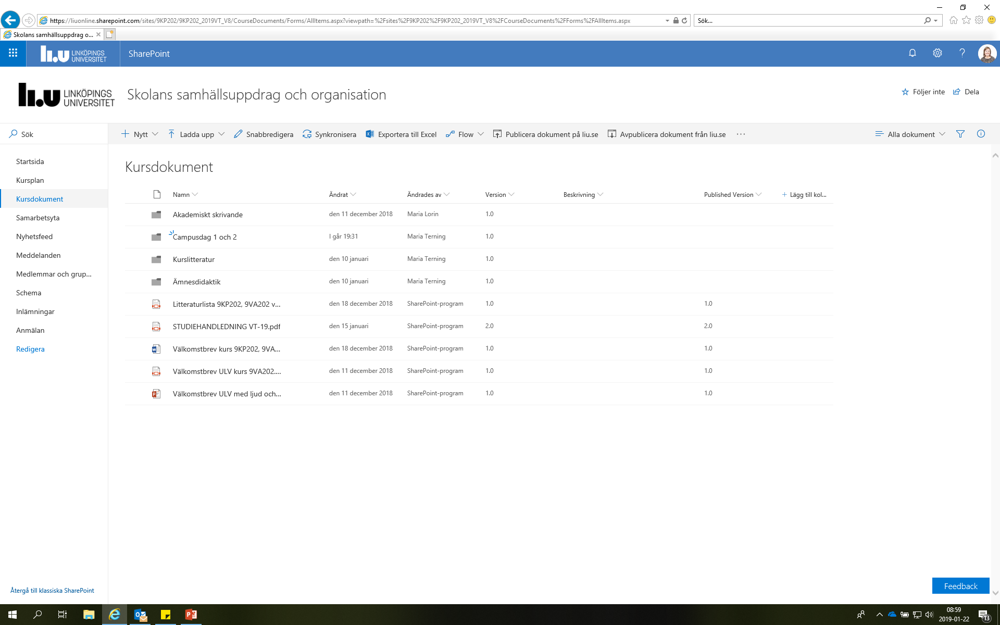 https://liuonline.sharepoint.com/sites/9KP202/9KP202_2019VT_V8/CourseDocuments/Forms/AllItems.aspx?viewpath=%2Fsites%2F9KP202%2F9KP202_2019VT_V8%2FCourseDocuments%2FForms%2FAllItems.aspx
Sök...
Skolans samhällsuppdrag o...
li.u LINKÖPINGS UNIVERSITET
SharePoint
li.u LINKÖPINGS UNIVERSITET
Skolans samhällsuppdrag och organisation
Följer inte
Dela
Sök
Nytt
Ladda upp
Snabbredigera
Synkronisera
Exportera till Excel
Flow
Publicera dokument på liu.se
Avpublicera dokument från liu.se
...
Alla dokument
Startsida
Kursplan
Kursdokument
Samarbetsyta
Nyhetsfeed
Meddelanden
Medlemmar och grup...
Schema
Inlämningar
Anmälan
Redigera
Återgå till klassiska SharePoint
Kursdokument
Namn Ändrat Ändrades av Version Beskrivning Published Version + Lägg till kol...
Akademiskt skrivande den 11 december 2018 Maria Lorin 1.0
Campusdag 1 och 2 I går 19:31 Maria Terning 1.0
Kurslitteratur den 10 januari Maria Terning 1.0
Ämnesdidaktik den 10 januari Maria Terning 1.0
Litteraturlista 9KP202, 9VA202 v... den 18 december 2018 SharePoint-program 1.0 1.0
STUDIEHANDLEDNING VT-19.pdf den 15 januari SharePoint-program 2.0 2.0
Välkomstbrev kurs 9KP202, 9VA... den 18 december 2018 SharePoint-program 1.0 1.0
Välkomstbrev ULV kurs 9VA202.... den 11 december 2018 SharePoint-program 1.0 1.0
Välkomstbrev ULV med ljud och... den 11 december 2018 SharePoint-program 1.0 1.0
Feedback
08:59
2019-01-22
13